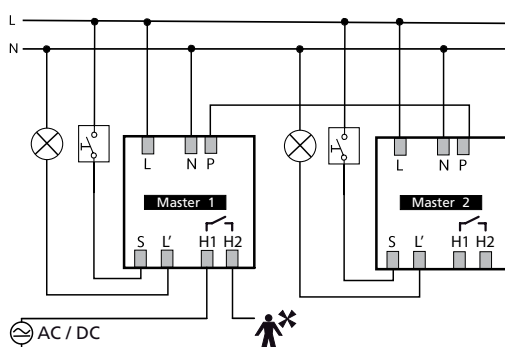 L
N
L N P
L N P
Master 1
Master 2
S L' H1 H2
S L' H1 H2
AC / DC